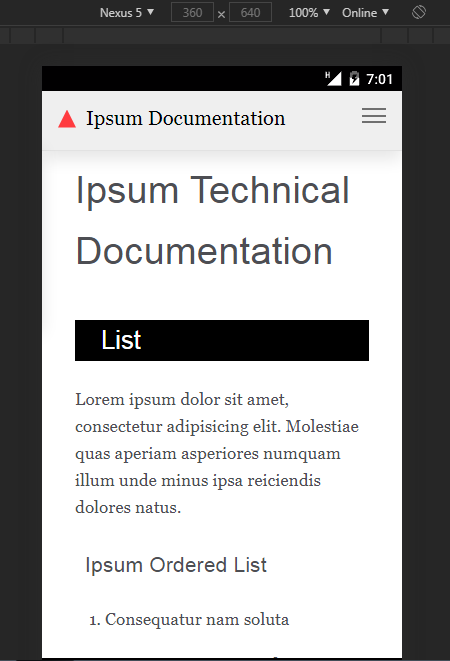 Nexus 5 ▼ 360 × 640 100% ▼ Online ▼
H 7:01
Ipsum Documentation
Ipsum Technical
Documentation
List
Lorem ipsum dolor sit amet,
consectetur adipisicing elit. Molestiae
quas aperiam asperiores numquam
illum unde minus ipsa reiciendis
dolores natus.
Ipsum Ordered List
1. Consequatur nam soluta